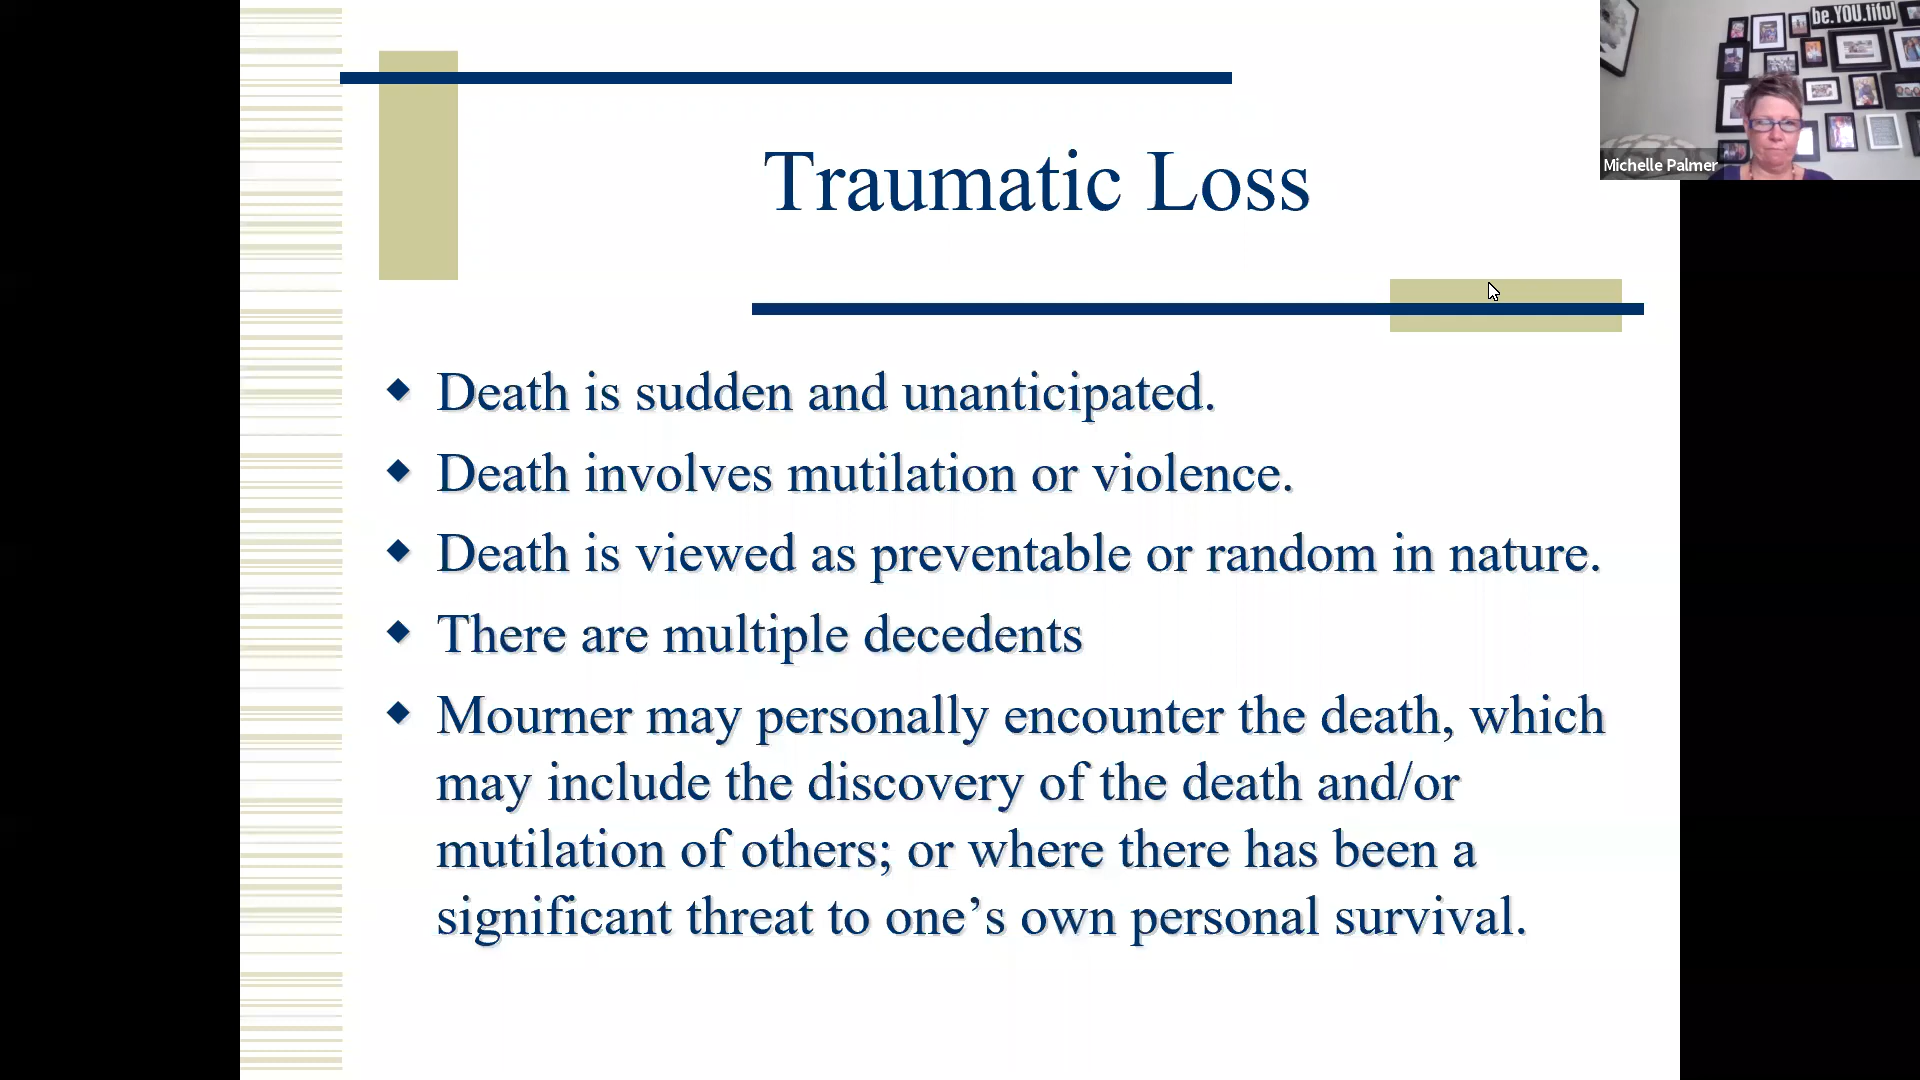 be.YOU.tiful
Michelle Palmer
Traumatic Loss
Death is sudden and unanticipated.
Death involves mutilation or violence.
Death is viewed as preventable or random in nature.
There are multiple decedents
Mourner may personally encounter the death, which
may include the discovery of the death and/or
mutilation of others; or where there has been a
significant threat to one’s own personal survival.